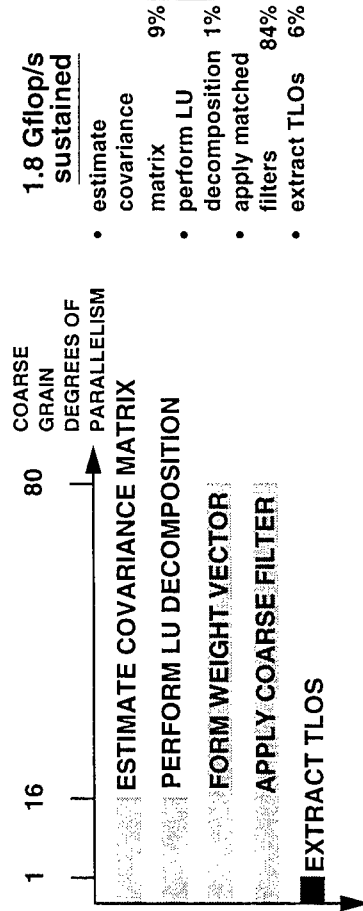 COARSE
GRAIN
DEGREES OF
PARALLELISM
1 16 80
ESTIMATE COVARIANCE MATRIX
PERFORM LU DECOMPOSITION
FORM WEIGHT VECTOR
APPLY COARSE FILTER
EXTRACT TLOS
1.8 Gflop/s
sustained
• estimate
covariance
matrix 9%
• perform LU
decomposition 1%
• apply matched
filters 84%
• extract TLOs 6%